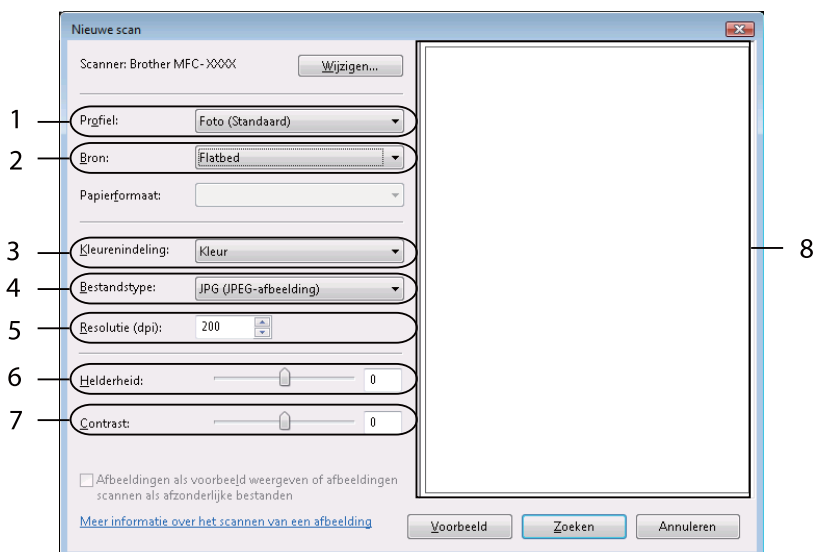 Nieuwe scan
Scanner: Brother MFC-XXXX
Wijzigen...
1
Profiel:
Foto (Standaard)
2
Bron:
Flatbed
Papierformaat:
3
Kleurenindeling:
Kleur
4
Bestandstype:
JPG (JPEG-afbeelding)
5
Resolutie (dpi):
200
6
Helderheid:
0
7
Contrast:
0
8
Afbeeldingen als voorbeeld weergeven of afbeeldingen
scannen als afzonderlijke bestanden
Meer informatie over het scannen van een afbeelding
Voorbeeld
Zoeken
Annuleren